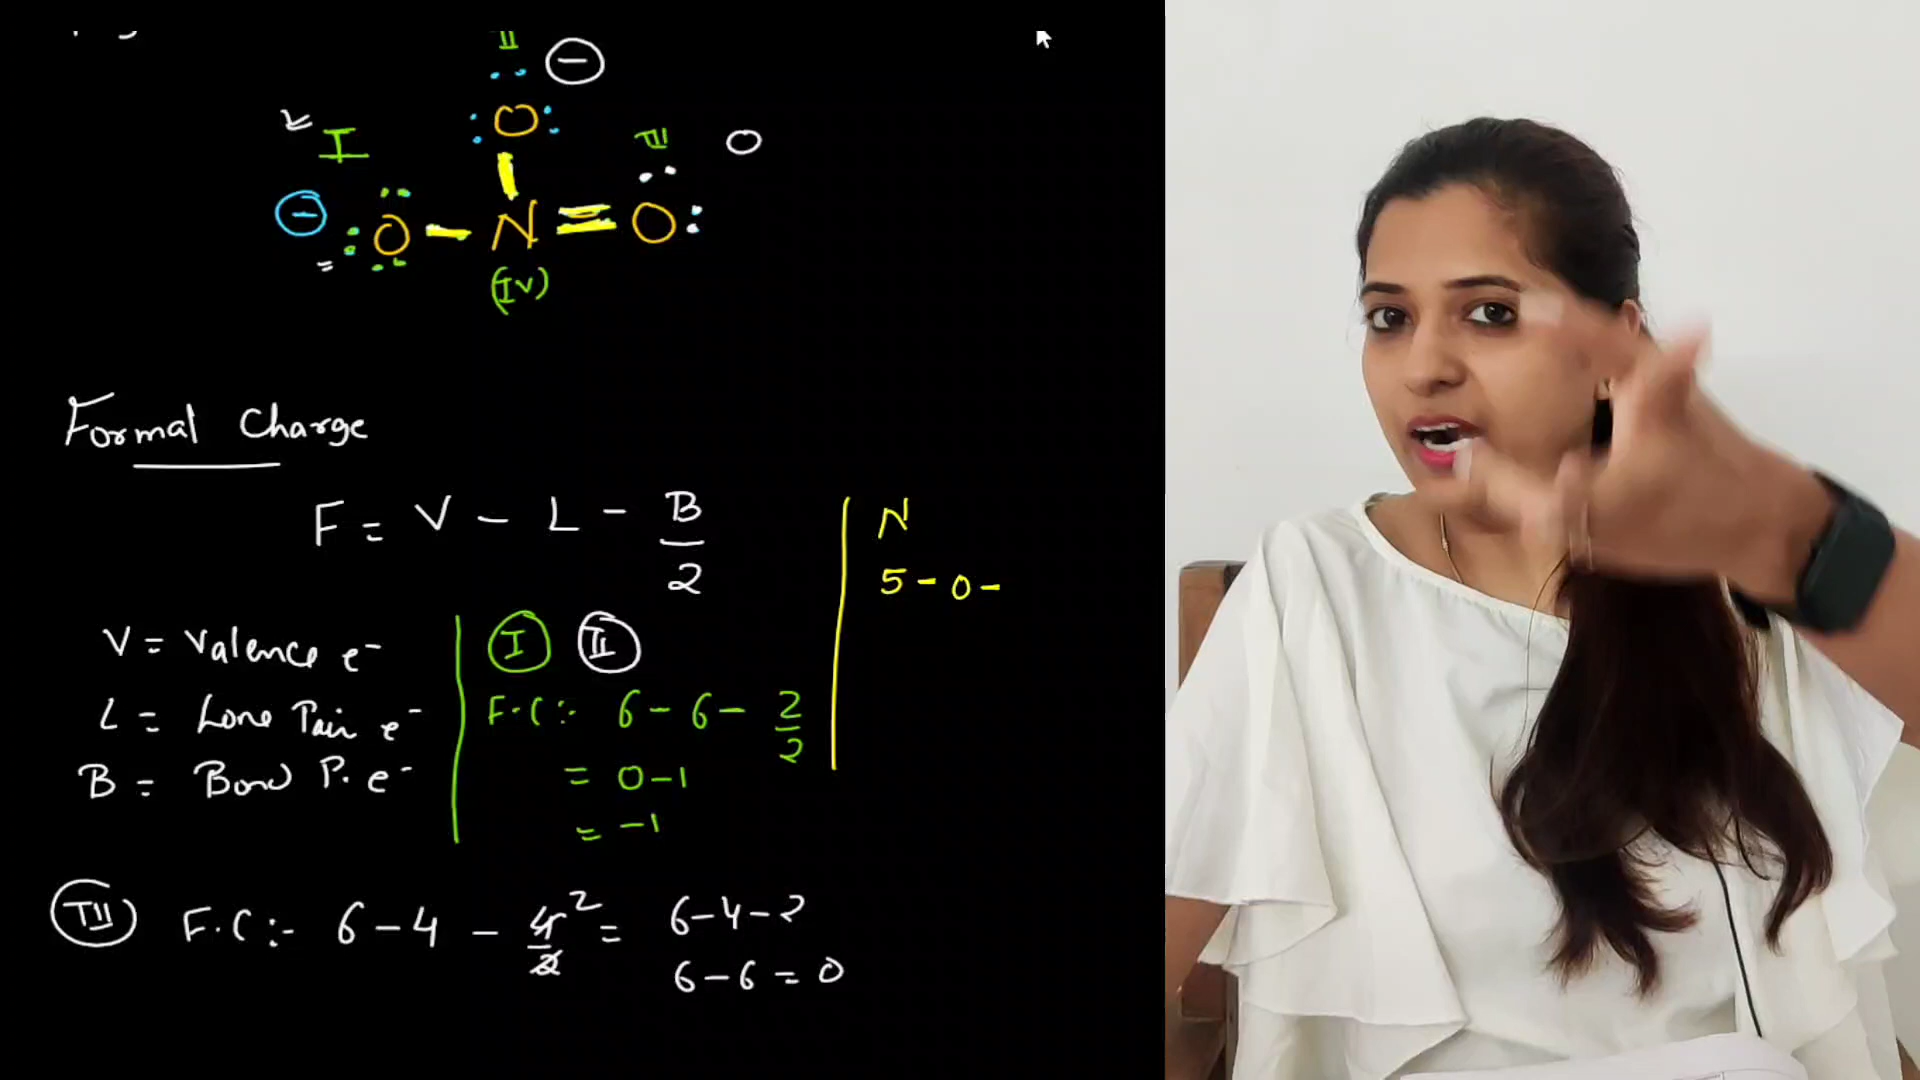 II
:O: −
I III O
− :O − N = O:
(IV)
Formal Charge
F = V − L − B/2
V = Valence e⁻
L = Lone Pair e⁻
B = Bond P. e⁻
I II
F.C:- 6 − 6 − 2/2
= 0 − 1
= −1
N
5 − 0 −
III F.C:- 6 − 4 − 4/2 ² = 6 − 4 − 2
6 − 6 = 0